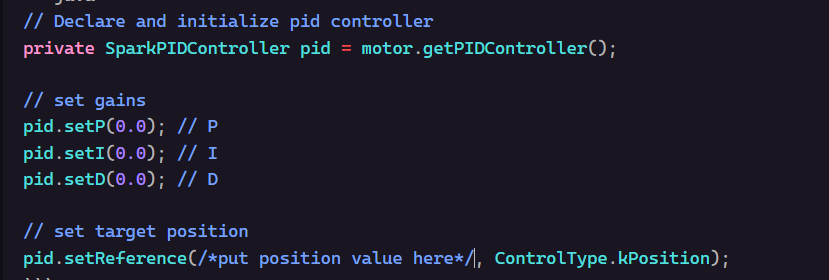 // Declare and initialize pid controller
private SparkPIDController pid = motor.getPIDController();
// set gains
pid.setP(0.0); // P
pid.setI(0.0); // I
pid.setD(0.0); // D
// set target position
pid.setReference(/*put position value here*/, ControlType.kPosition);